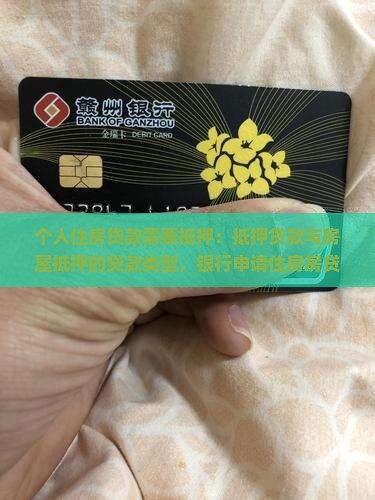 赣州银行
BANK OF GANZHOU
金瑞卡 DEBIT CARD
个人住房贷款需要抵押：抵押贷款与房
屋抵押的贷款类型，银行申请住房房贷